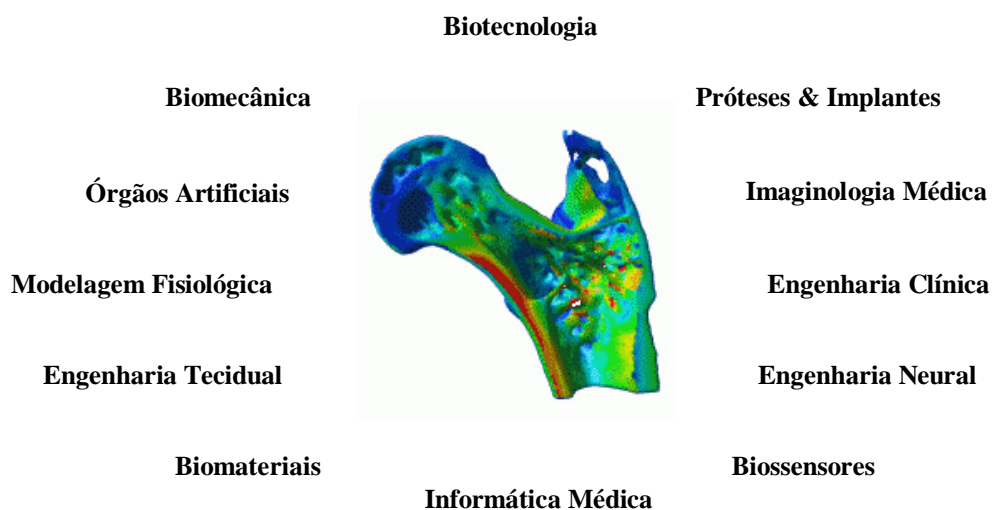 Biotecnologia
Biomecânica
Próteses & Implantes
Órgãos Artificiais
Imaginologia Médica
Modelagem Fisiológica
Engenharia Clínica
Engenharia Tecidual
Engenharia Neural
Biomateriais
Biossensores
Informática Médica